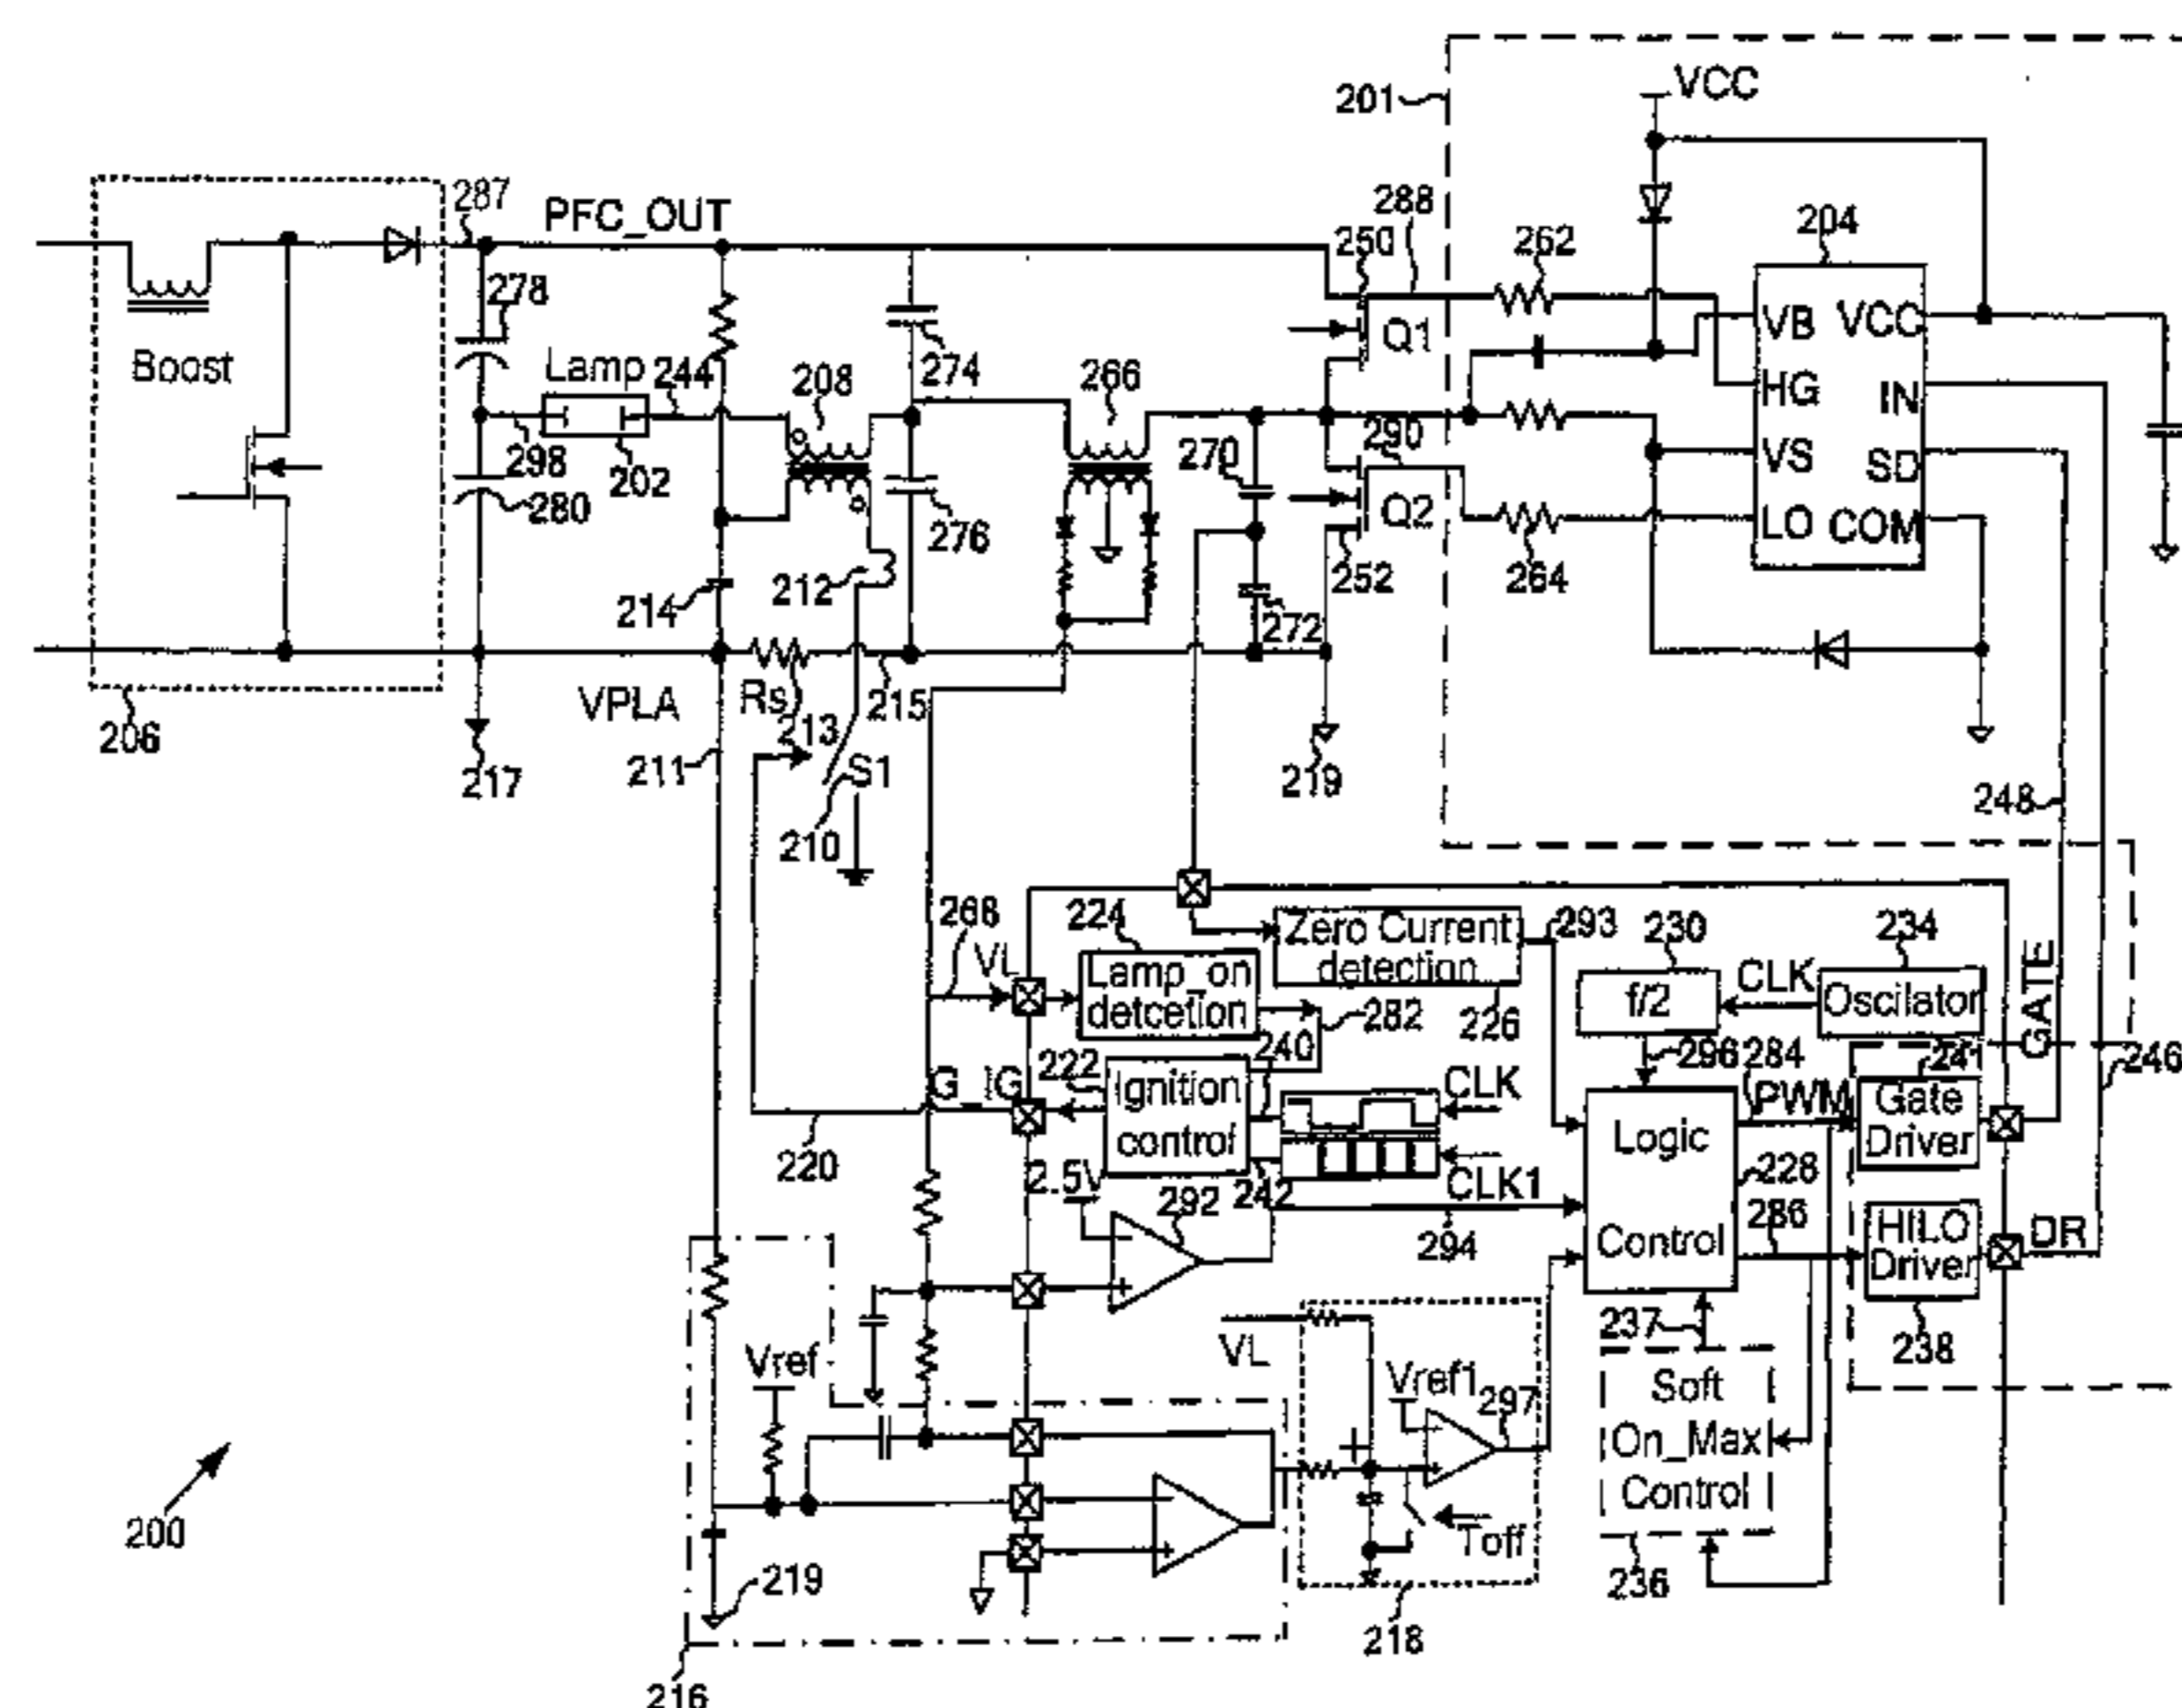 201
VCC
287
PFC_OUT
288
250
262
204
278
Boost
Lamp
244
208
274
266
Q1
VB
VCC
HG
IN
298
202
280
276
270
290
Q2
VS
SD
LO
COM
214
212
272
252
264
206
217
VPLA
Rs
213
215
211
S1
210
219
248
268
VL
224
Lamp_on
detcetion
Zero Current
detection
293
226
282
230
f/2
CLK
234
Oscilator
GATE
G_IG
222
Ignition
control
240
CLK
220
242
CLK1
296
284
PWM
241
Gate
Driver
246
Logic
Control
228
2.5V
292
294
286
HILO
Driver
DR
238
237
Vref
VL
Vref1
297
Soft
On_Max
Control
236
Toff
200
219
218
216